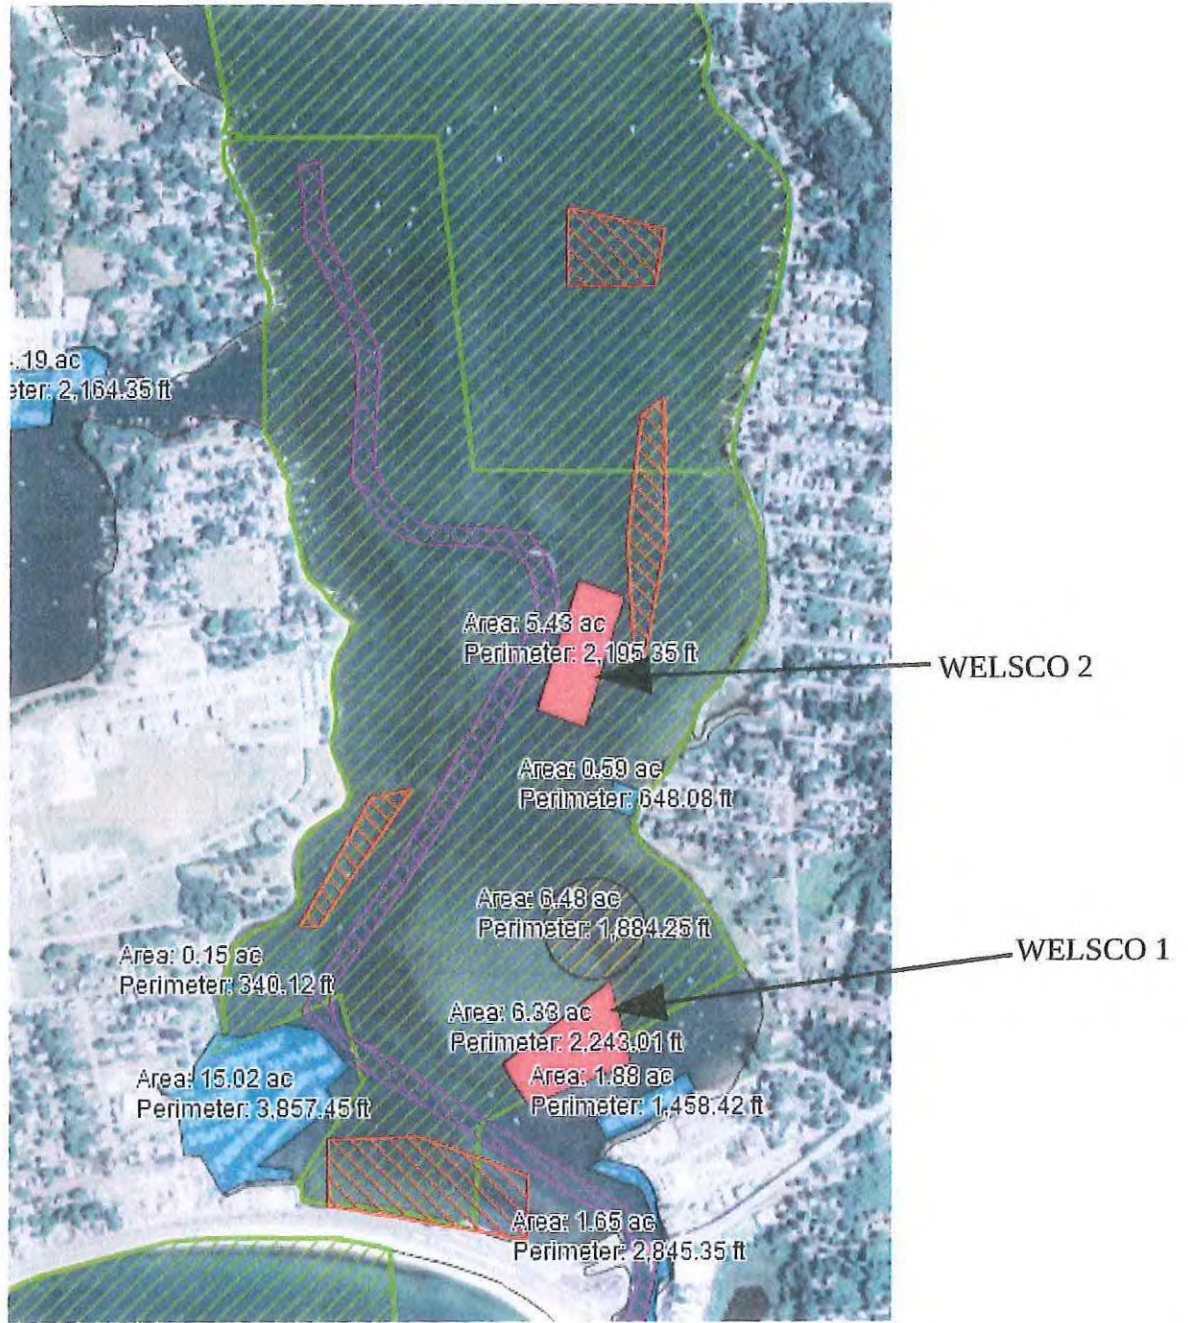 .19 ac
eter: 2,164.35 ft
Area: 5.43 ac
Perimeter: 2,195.35 ft
WELSCO 2
Area: 0.59 ac
Perimeter: 648.08 ft
Area: 6.48 ac
Perimeter: 1,884.25 ft
WELSCO 1
Area: 0.15 ac
Perimeter: 340.12 ft
Area: 6.33 ac
Perimeter: 2,243.01 ft
Area: 15.02 ac
Perimeter: 3,857.45 ft
Area: 1.88 ac
Perimeter: 1,458.42 ft
Area: 1.65 ac
Perimeter: 2,845.35 ft